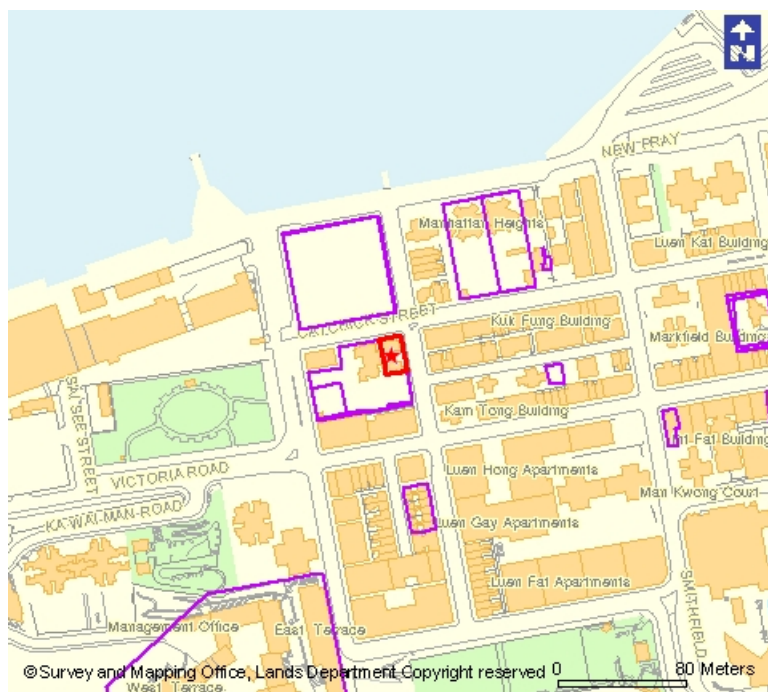 N
NEW PRAY
Manhattan Heights
Luen Kat Building
CATCHICK STREET
Kuk Fung Building
Markfield Building
SAI SEE STREET
Kam Tong Building
Fat Building
VICTORIA ROAD
Luen Hong Apartments
Man Kwong Court
KA WAI MAN ROAD
Luen Gay Apartments
Luen Fat Apartments
SMITHFIELD
Management Office
East Terrace
West Terrace
©Survey and Mapping Office, Lands Department Copyright reserved 0 80 Meters